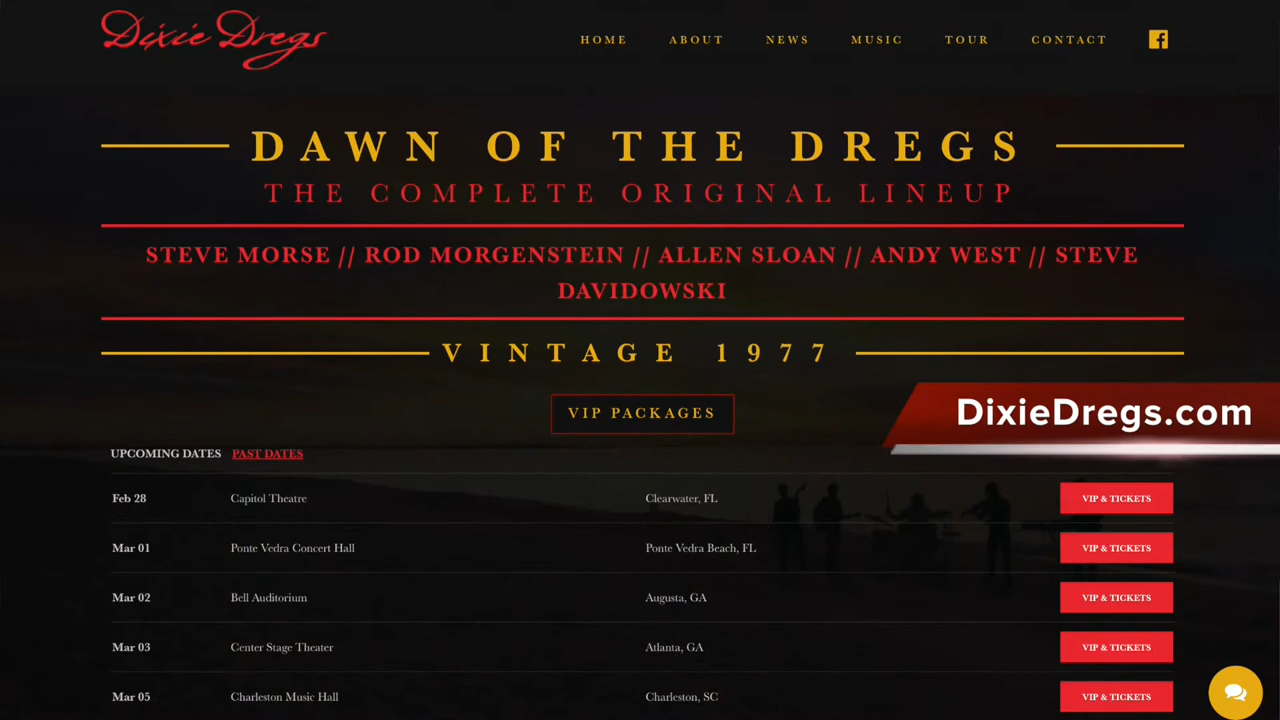 Dixie Dregs
HOME ABOUT NEWS MUSIC TOUR CONTACT
DAWN OF THE DREGS
THE COMPLETE ORIGINAL LINEUP
STEVE MORSE // ROD MORGENSTEIN // ALLEN SLOAN // ANDY WEST // STEVE
DAVIDOWSKI
VINTAGE 1977
VIP PACKAGES
DixieDregs.com
UPCOMING DATES PAST DATES
Feb 28 Capitol Theatre Clearwater, FL VIP & TICKETS
Mar 01 Ponte Vedra Concert Hall Ponte Vedra Beach, FL VIP & TICKETS
Mar 02 Bell Auditorium Augusta, GA VIP & TICKETS
Mar 03 Center Stage Theater Atlanta, GA VIP & TICKETS
Mar 05 Charleston Music Hall Charleston, SC VIP & TICKETS